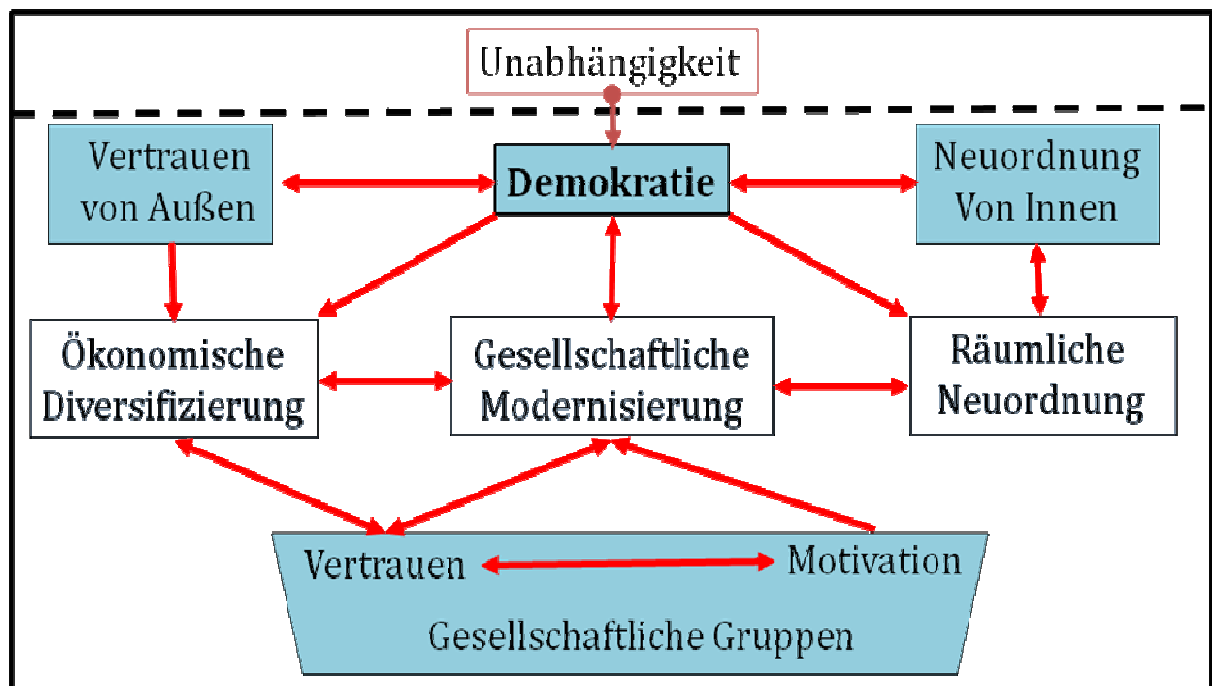 Unabhängigkeit
Vertrauen
von Außen
Demokratie
Neuordnung
Von Innen
Ökonomische
Diversifizierung
Gesellschaftliche
Modernisierung
Räumliche
Neuordnung
Vertrauen
Motivation
Gesellschaftliche Gruppen